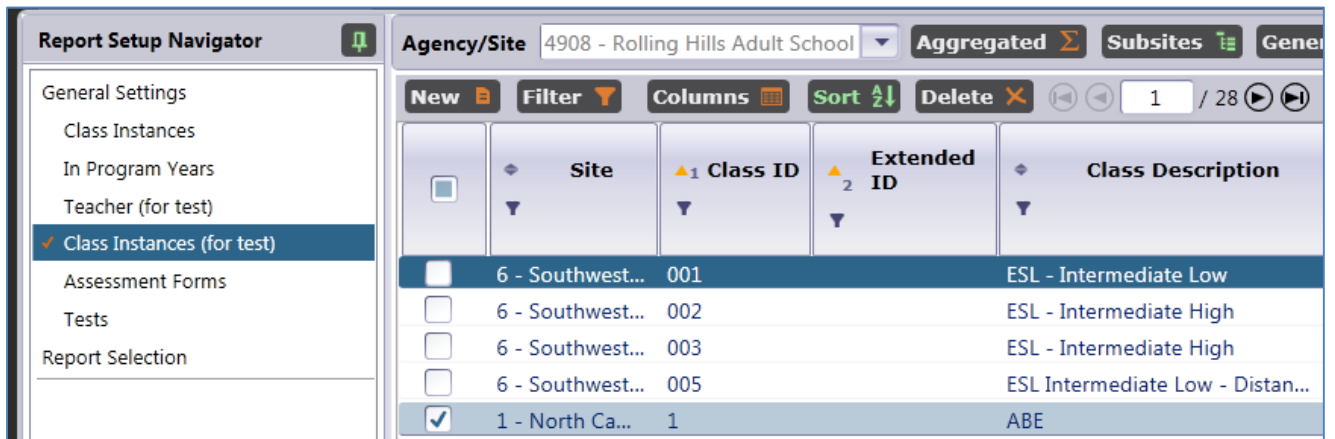 Report Setup Navigator
General Settings
Class Instances
In Program Years
Teacher (for test)
Class Instances (for test)
Assessment Forms
Tests
Report Selection
Agency/Site 4908 - Rolling Hills Adult School Aggregated Σ Subsites Gener
New Filter Columns Sort Delete 1 / 28
Site 1 Class ID 2 Extended ID Class Description
6 - Southwest... 001 ESL - Intermediate Low
6 - Southwest... 002 ESL - Intermediate High
6 - Southwest... 003 ESL - Intermediate High
6 - Southwest... 005 ESL Intermediate Low - Distan...
1 - North Ca... 1 ABE